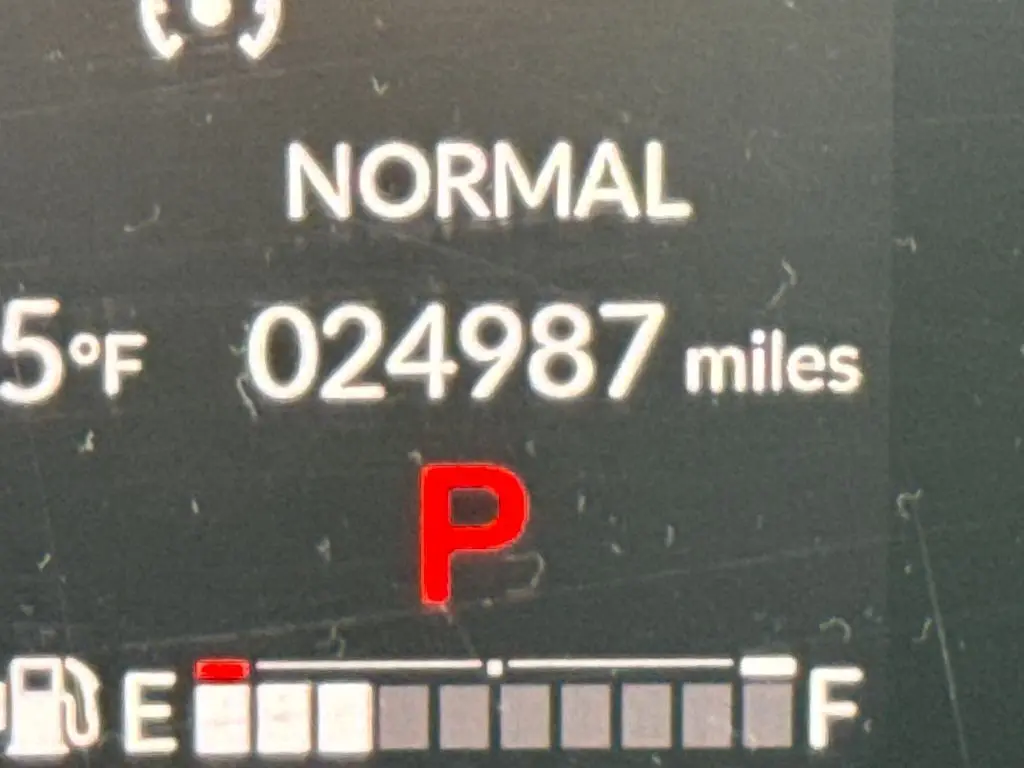 NORMAL
5°F 024987 miles
P
E F